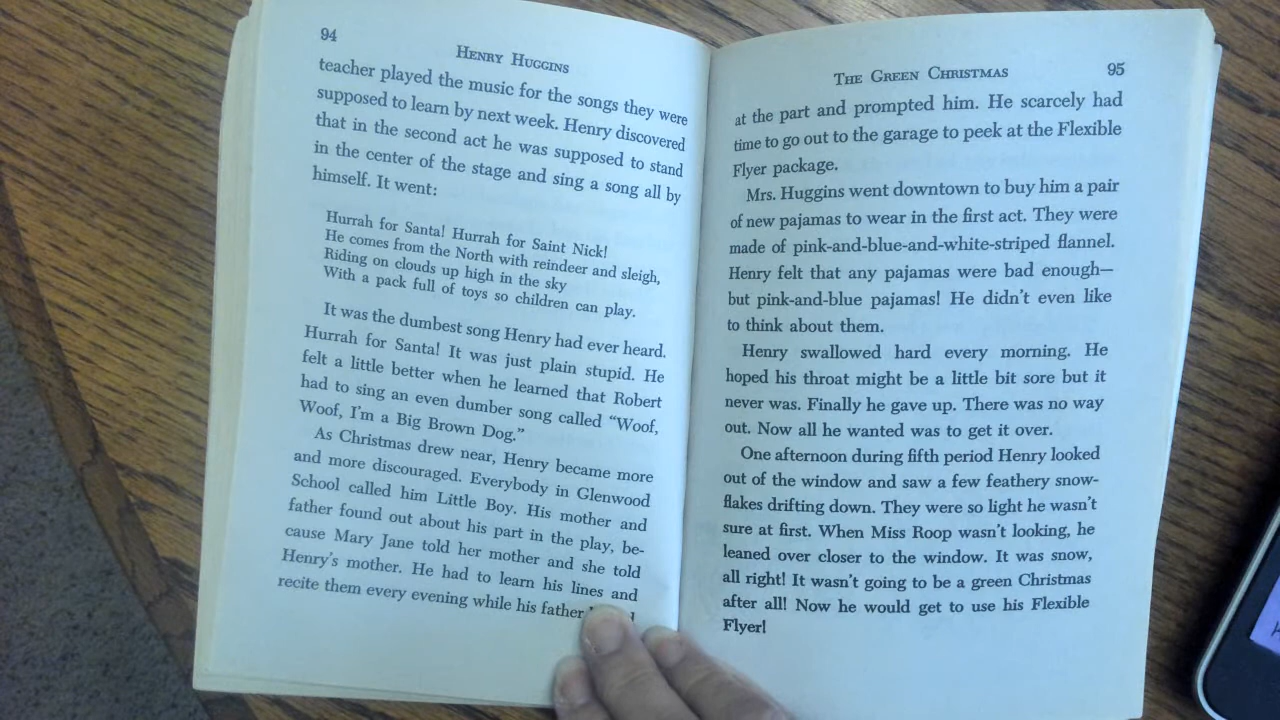 94
HENRY HUGGINS
teacher played the music for the songs they were
supposed to learn by next week. Henry discovered
that in the second act he was supposed to stand
in the center of the stage and sing a song all by
himself. It went:
Hurrah for Santa! Hurrah for Saint Nick!
He comes from the North with reindeer and sleigh,
Riding on clouds up high in the sky
With a pack full of toys so children can play.
It was the dumbest song Henry had ever heard.
Hurrah for Santa! It was just plain stupid. He
felt a little better when he learned that Robert
had to sing an even dumber song called “Woof,
Woof, I'm a Big Brown Dog.”
As Christmas drew near, Henry became more
and more discouraged. Everybody in Glenwood
School called him Little Boy. His mother and
father found out about his part in the play, be-
cause Mary Jane told her mother and she told
Henry's mother. He had to learn his lines and
recite them every evening while his father
THE GREEN CHRISTMAS
95
at the part and prompted him. He scarcely had
time to go out to the garage to peek at the Flexible
Flyer package.
Mrs. Huggins went downtown to buy him a pair
of new pajamas to wear in the first act. They were
made of pink-and-blue-and-white-striped flannel.
Henry felt that any pajamas were bad enough—
but pink-and-blue pajamas! He didn't even like
to think about them.
Henry swallowed hard every morning. He
hoped his throat might be a little bit sore but it
never was. Finally he gave up. There was no way
out. Now all he wanted was to get it over.
One afternoon during fifth period Henry looked
out of the window and saw a few feathery snow-
flakes drifting down. They were so light he wasn't
sure at first. When Miss Roop wasn't looking, he
leaned over closer to the window. It was snow,
all right! It wasn't going to be a green Christmas
after all! Now he would get to use his Flexible
Flyer!